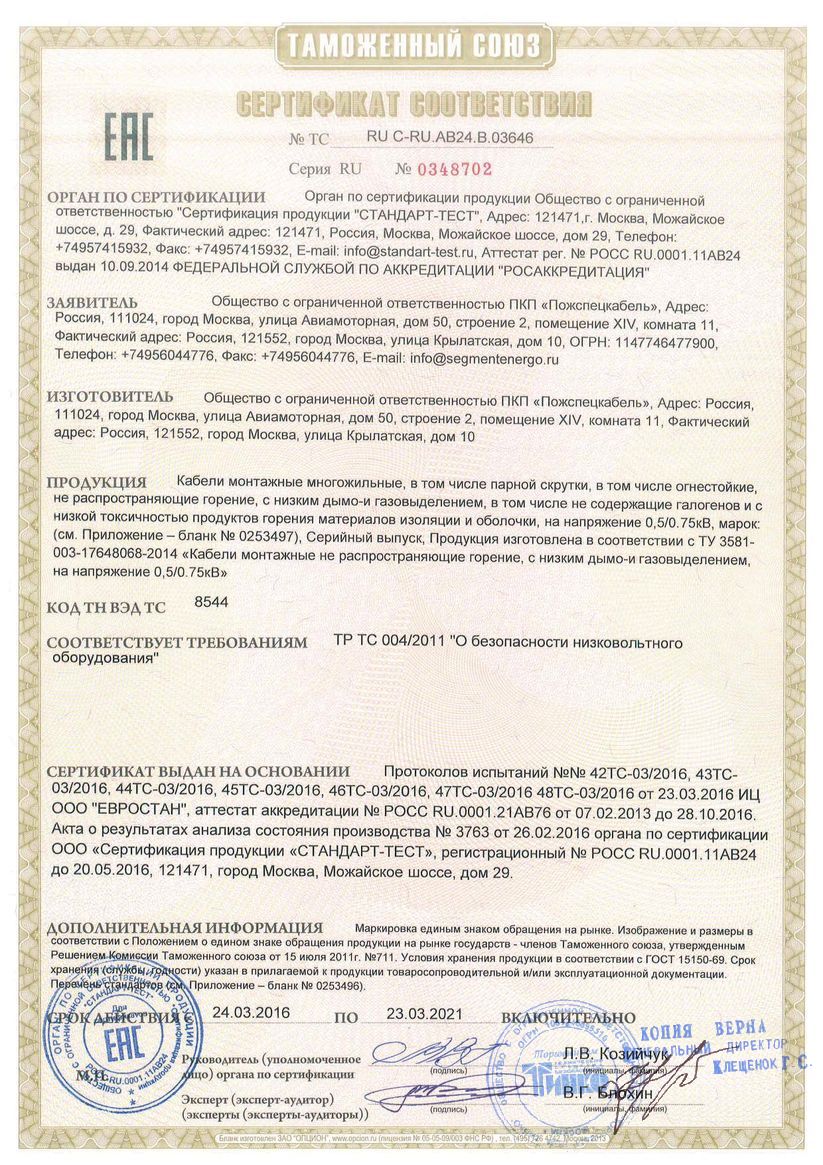 ТАМОЖЕННЫЙ СОЮЗ
СЕРТИФИКАТ СООТВЕТСТВИЯ
ЕАС
№ ТС RU C-RU.АВ24.В.03646
Серия RU № 0348702
ОРГАН ПО СЕРТИФИКАЦИИ Орган по сертификации продукции Общество с ограниченной
ответственностью "Сертификация продукции "СТАНДАРТ-ТЕСТ", Адрес: 121471,г. Москва, Можайское
шоссе, д. 29, Фактический адрес: 121471, Россия, Москва, Можайское шоссе, дом 29, Телефон:
+74957415932, Факс: +74957415932, E-mail: info@standart-test.ru, Аттестат рег. № РОСС RU.0001.11АВ24
выдан 10.09.2014 ФЕДЕРАЛЬНОЙ СЛУЖБОЙ ПО АККРЕДИТАЦИИ "РОСАККРЕДИТАЦИЯ"
ЗАЯВИТЕЛЬ Общество с ограниченной ответственностью ПКП «Пожспецкабель», Адрес:
Россия, 111024, город Москва, улица Авиамоторная, дом 50, строение 2, помещение XIV, комната 11,
Фактический адрес: Россия, 121552, город Москва, улица Крылатская, дом 10, ОГРН: 1147746477900,
Телефон: +74956044776, Факс: +74956044776, E-mail: info@segmentenergo.ru
ИЗГОТОВИТЕЛЬ Общество с ограниченной ответственностью ПКП «Пожспецкабель», Адрес: Россия,
111024, город Москва, улица Авиамоторная, дом 50, строение 2, помещение XIV, комната 11, Фактический
адрес: Россия, 121552, город Москва, улица Крылатская, дом 10
ПРОДУКЦИЯ Кабели монтажные многожильные, в том числе парной скрутки, в том числе огнестойкие,
не распространяющие горение, с низким дымо-и газовыделением, в том числе не содержащие галогенов и с
низкой токсичностью продуктов горения материалов изоляции и оболочки, на напряжение 0,5/0.75кВ, марок:
(см. Приложение – бланк № 0253497), Серийный выпуск, Продукция изготовлена в соответствии с ТУ 3581-
003-17648068-2014 «Кабели монтажные не распространяющие горение, с низким дымо-и газовыделением,
на напряжение 0,5/0.75кВ»
КОД ТН ВЭД ТС 8544
СООТВЕТСТВУЕТ ТРЕБОВАНИЯМ ТР ТС 004/2011 "О безопасности низковольтного
оборудования"
СЕРТИФИКАТ ВЫДАН НА ОСНОВАНИИ Протоколов испытаний №№ 42ТС-03/2016, 43ТС-
03/2016, 44ТС-03/2016, 45ТС-03/2016, 46ТС-03/2016, 47ТС-03/2016 48ТС-03/2016 от 23.03.2016 ИЦ
ООО "ЕВРОСТАН", аттестат аккредитации № РОСС RU.0001.21АВ76 от 07.02.2013 до 28.10.2016.
Акта о результатах анализа состояния производства № 3763 от 26.02.2016 органа по сертификации
ООО «Сертификация продукции «СТАНДАРТ-ТЕСТ», регистрационный № РОСС RU.0001.11АВ24
до 20.05.2016, 121471, город Москва, Можайское шоссе, дом 29.
ДОПОЛНИТЕЛЬНАЯ ИНФОРМАЦИЯ Маркировка единым знаком обращения на рынке. Изображение и размеры в
соответствии с Положением о едином знаке обращения продукции на рынке государств - членов Таможенного союза, утвержденным
Решением Комиссии Таможенного союза от 15 июля 2011г. №711. Условия хранения продукции в соответствии с ГОСТ 15150-69. Срок
хранения (службы, годности) указан в прилагаемой к продукции товаросопроводительной и/или эксплуатационной документации.
Перечень стандартов (см. Приложение – бланк № 0253496).
СРОК ДЕЙСТВИЯ С 24.03.2016 ПО 23.03.2021 ВКЛЮЧИТЕЛЬНО
КОПИЯ ВЕРНА
ДИРЕКТОР
КЛЕЩЕНОК Г С.
М.П.
Руководитель (уполномоченное
лицо) органа по сертификации
(подпись)
Л.В. Козийчук
(инициалы, фамилия)
Эксперт (эксперт-аудитор)
(эксперты (эксперты-аудиторы))
(подпись)
В.Г. Блохин
(инициалы, фамилия)
ОРГАН ПО СЕРТИФИКАЦИИ ПРОДУКЦИИ
"СТАНДАРТ-ТЕСТ"
ЕАС
РОСС RU.0001.11АВ24
Бланк изготовлен ЗАО "ОПЦИОН", www.opcion.ru (лицензия № 05-05-09/003 ФНС РФ), тел. (495) 726 4742, Москва, 2013